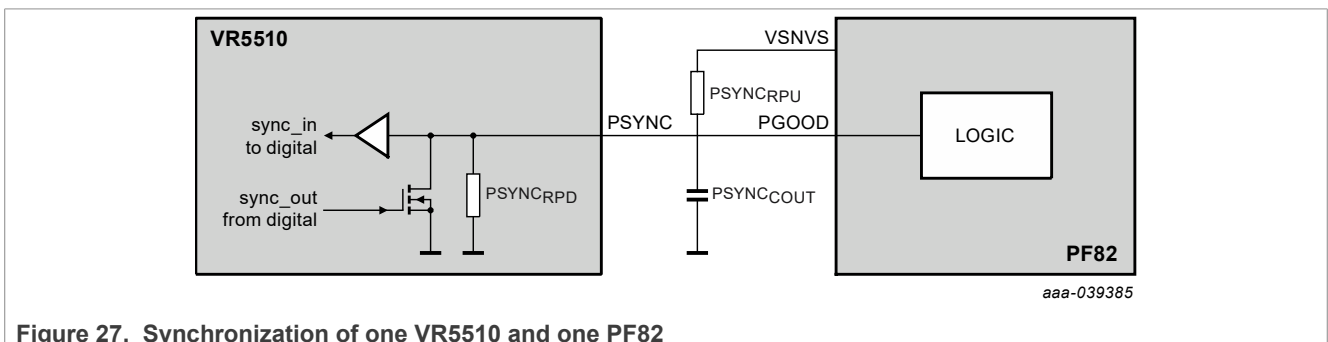 VR5510
sync_in
to digital
sync_out
from digital
PSYNCRPD
PSYNC
VSNVS
PSYNCRPU
PGOOD
PSYNCCOUT
LOGIC
PF82
aaa-039385
Figure 27. Synchronization of one VR5510 and one PF82